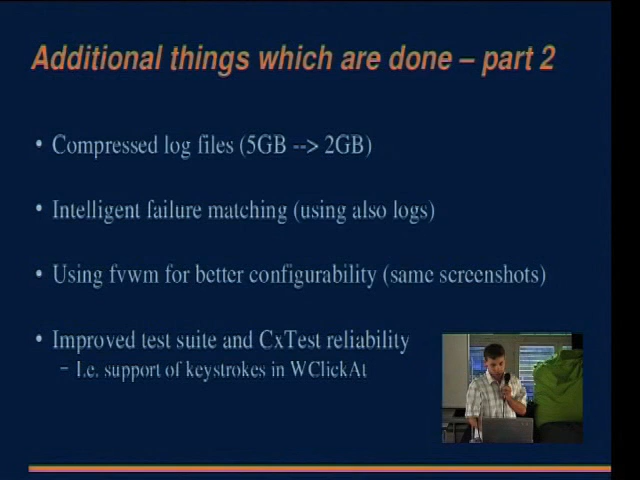 Additional things which are done – part 2
• Compressed log files (5GB --> 2GB)
• Intelligent failure matching (using also logs)
• Using fvwm for better configurability (same screenshots)
• Improved test suite and CxTest reliability
– I.e. support of keystrokes in WClickAt